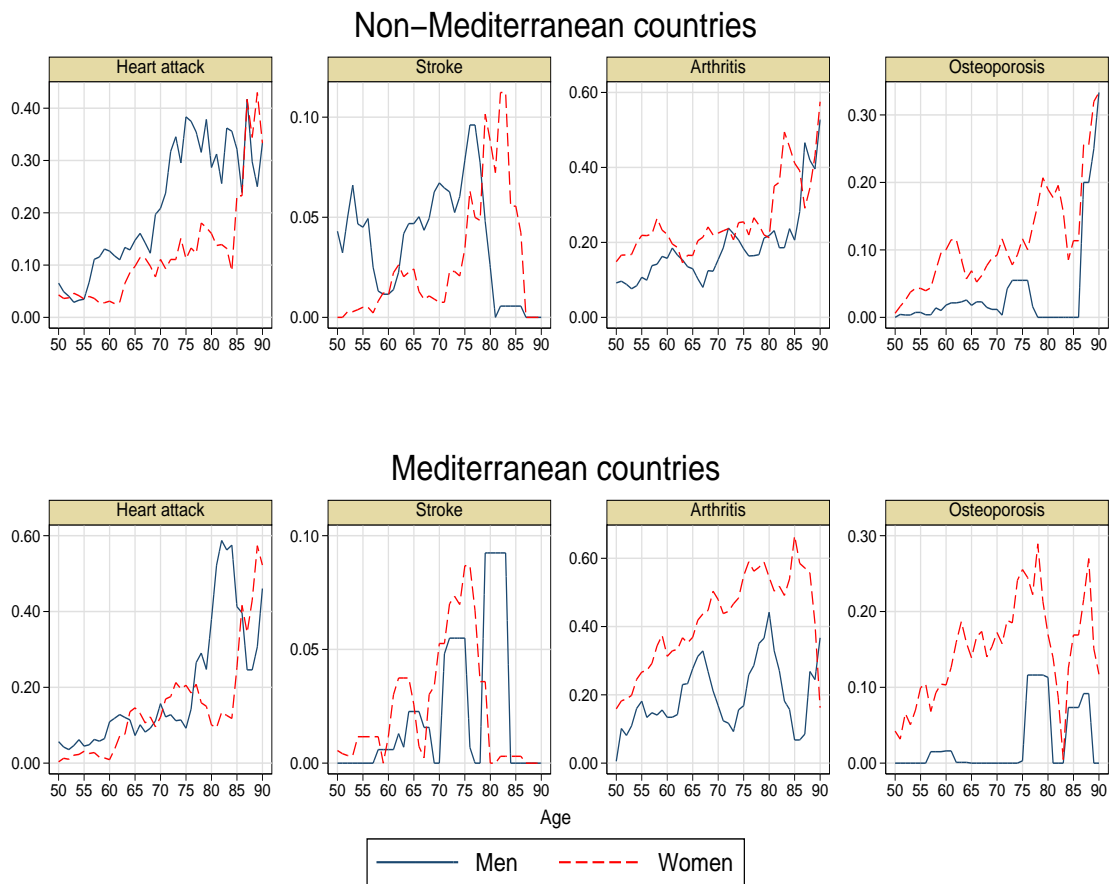 Non−Mediterranean countries
Heart attack Stroke Arthritis Osteoporosis
0.40 0.30 0.20 0.10 0.00
50 55 60 65 70 75 80 85 90
0.10 0.05 0.00
50 55 60 65 70 75 80 85 90
0.60 0.40 0.20 0.00
50 55 60 65 70 75 80 85 90
0.30 0.20 0.10 0.00
50 55 60 65 70 75 80 85 90
Mediterranean countries
Heart attack Stroke Arthritis Osteoporosis
0.60 0.40 0.20 0.00
50 55 60 65 70 75 80 85 90
0.10 0.05 0.00
50 55 60 65 70 75 80 85 90
0.60 0.40 0.20 0.00
50 55 60 65 70 75 80 85 90
0.30 0.20 0.10 0.00
50 55 60 65 70 75 80 85 90
Age
Men Women